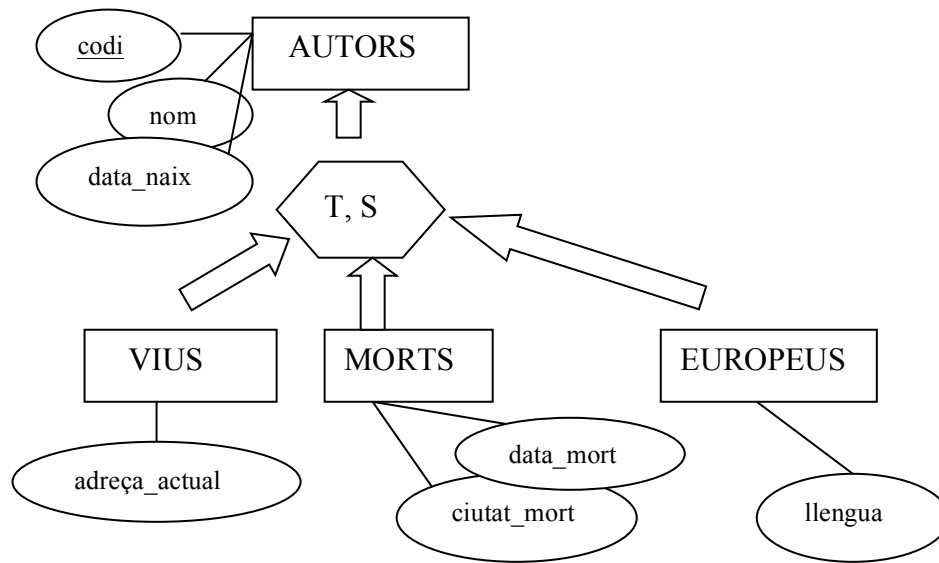 codi
AUTORS
nom
data_naix
T, S
VIUS
MORTS
EUROPEUS
adreça_actual
data_mort
ciutat_mort
llengua